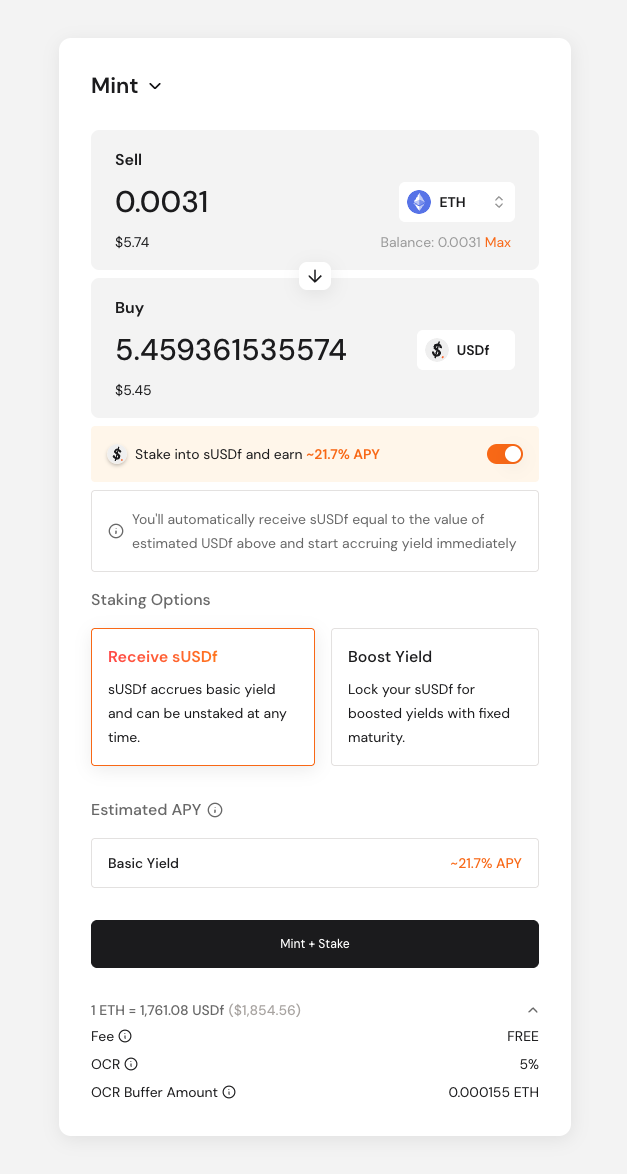 Mint
Sell
0.0031
ETH
$5.74
Balance: 0.0031 Max
Buy
5.459361535574
USDf
$5.45
Stake into sUSDf and earn ~21.7% APY
You'll automatically receive sUSDf equal to the value of
estimated USDf above and start accruing yield immediately
Staking Options
Receive sUSDf
sUSDf accrues basic yield
and can be unstaked at any
time.
Boost Yield
Lock your sUSDf for
boosted yields with fixed
maturity.
Estimated APY
Basic Yield
~21.7% APY
Mint + Stake
1 ETH = 1,761.08 USDf ($1,854.56)
Fee
FREE
OCR
5%
OCR Buffer Amount
0.000155 ETH